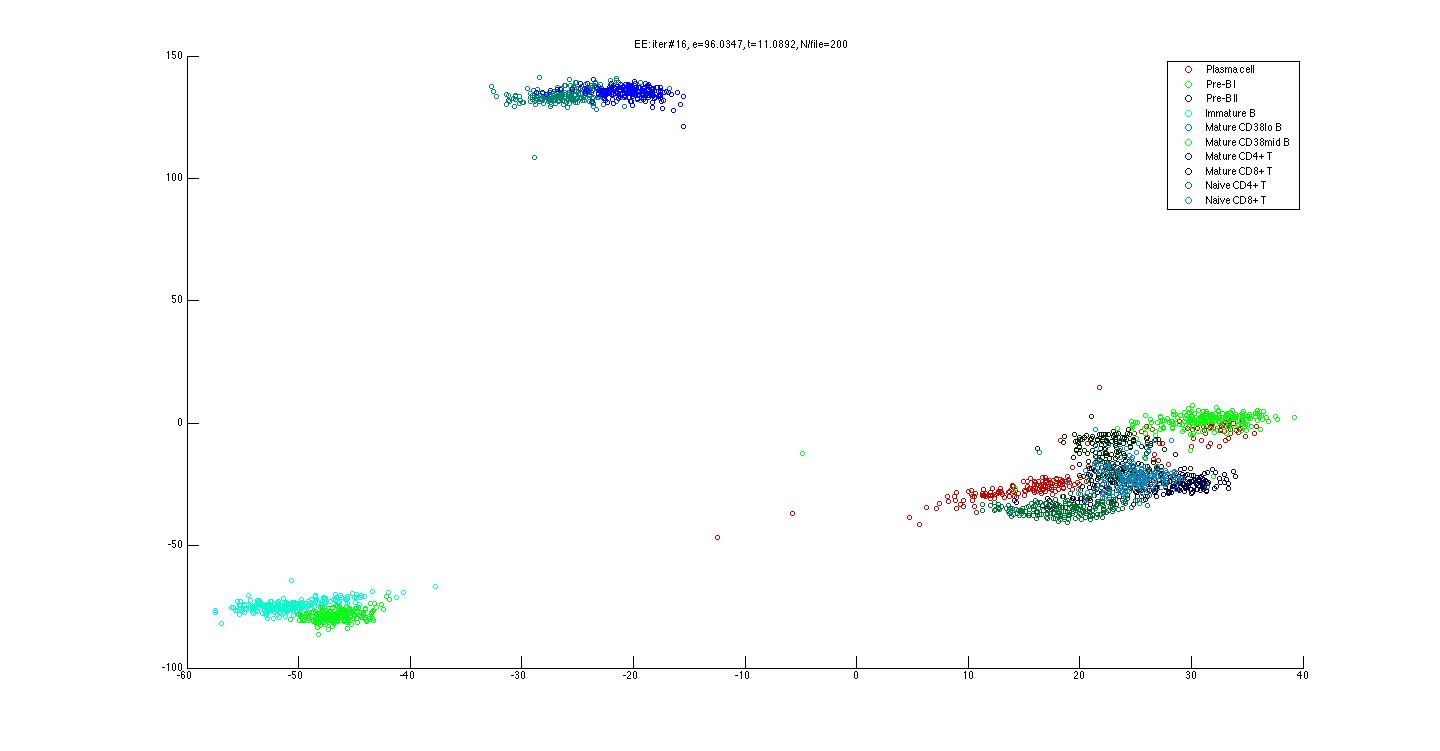 EE: iter#16, e=96.0347, t=11.0892, N/file=200
150
100
50
0
-50
-100
-60
-50
-40
-30
-20
-10
0
10
20
30
40
Plasma cell
Pre-B I
Pre-B II
Immature B
Mature CD38lo B
Mature CD38mid B
Mature CD4+ T
Mature CD8+ T
Naive CD4+ T
Naive CD8+ T